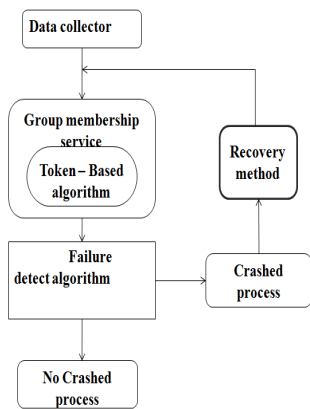 Data collector
Group membership
service
Token – Based
algorithm
Recovery
method
Failure
detect algorithm
Crashed
process
No Crashed
process